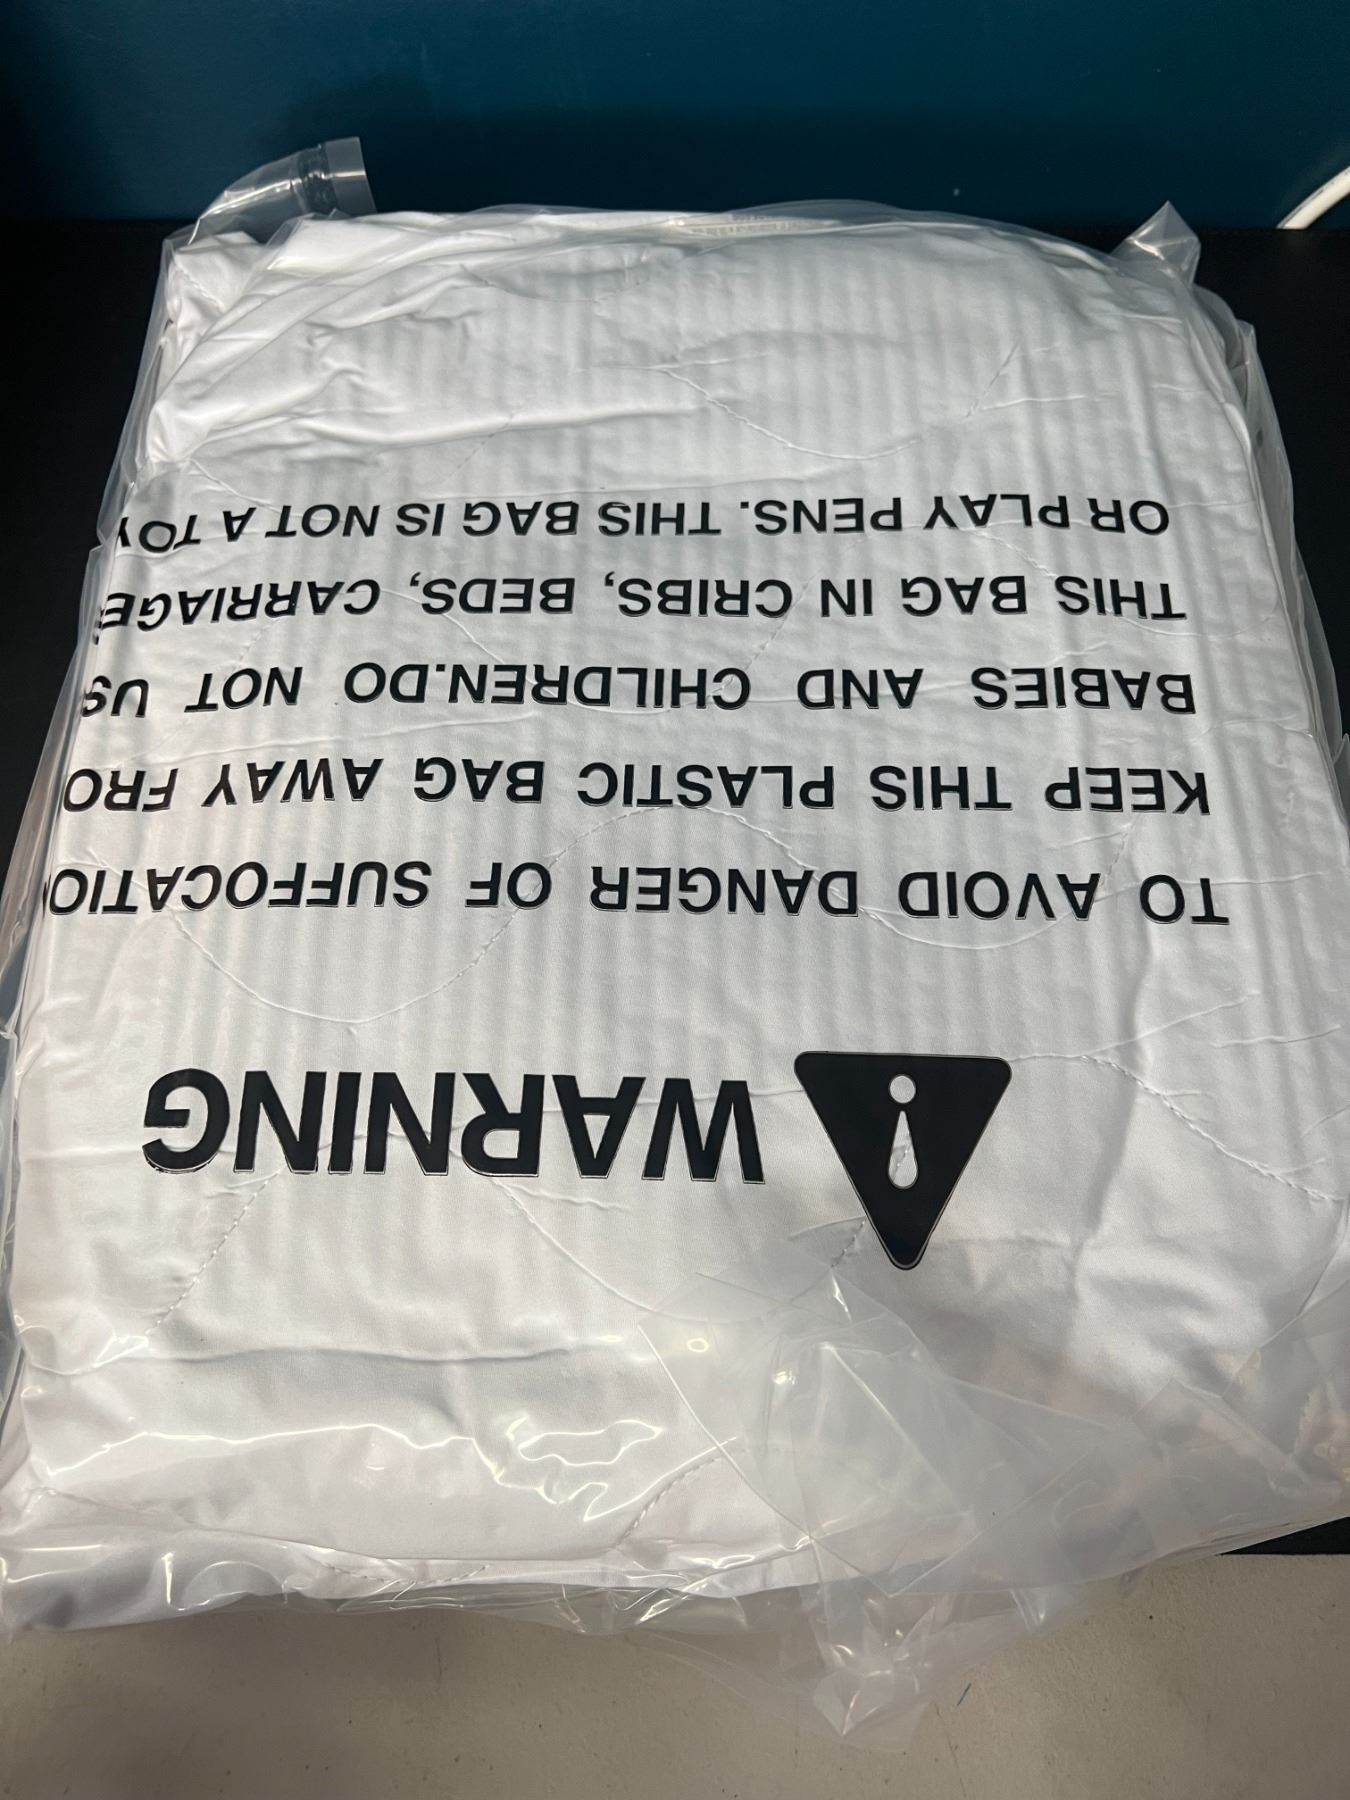 WARNING
TO AVOID DANGER OF SUFFOCATIO
KEEP THIS PLASTIC BAG AWAY FRO
BABIES AND CHILDREN.DO NOT US
THIS BAG IN CRIBS, BEDS, CARRIAGE
OR PLAY PENS. THIS BAG IS NOT A TOY